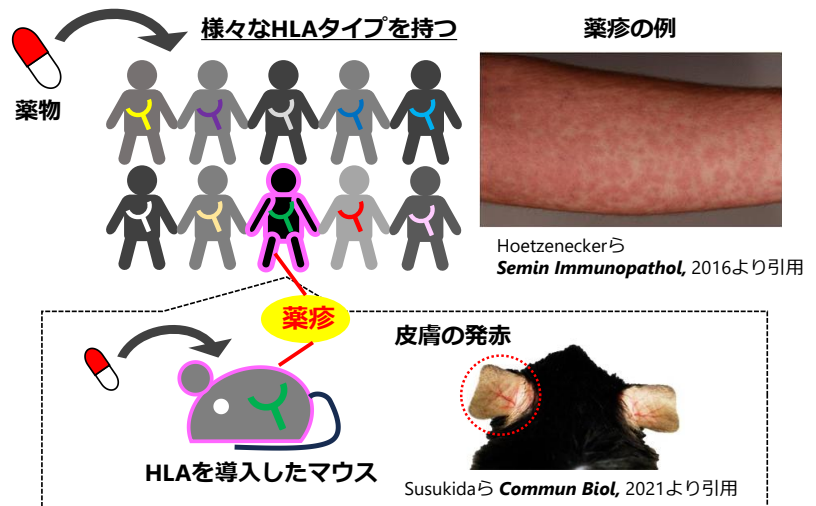 様々なHLAタイプを持つ
薬疹の例
薬物
Hoetzeneckerら
Semin Immunopathol, 2016より引用
薬疹
皮膚の発赤
HLAを導入したマウス
Susukidaら Commun Biol, 2021より引用